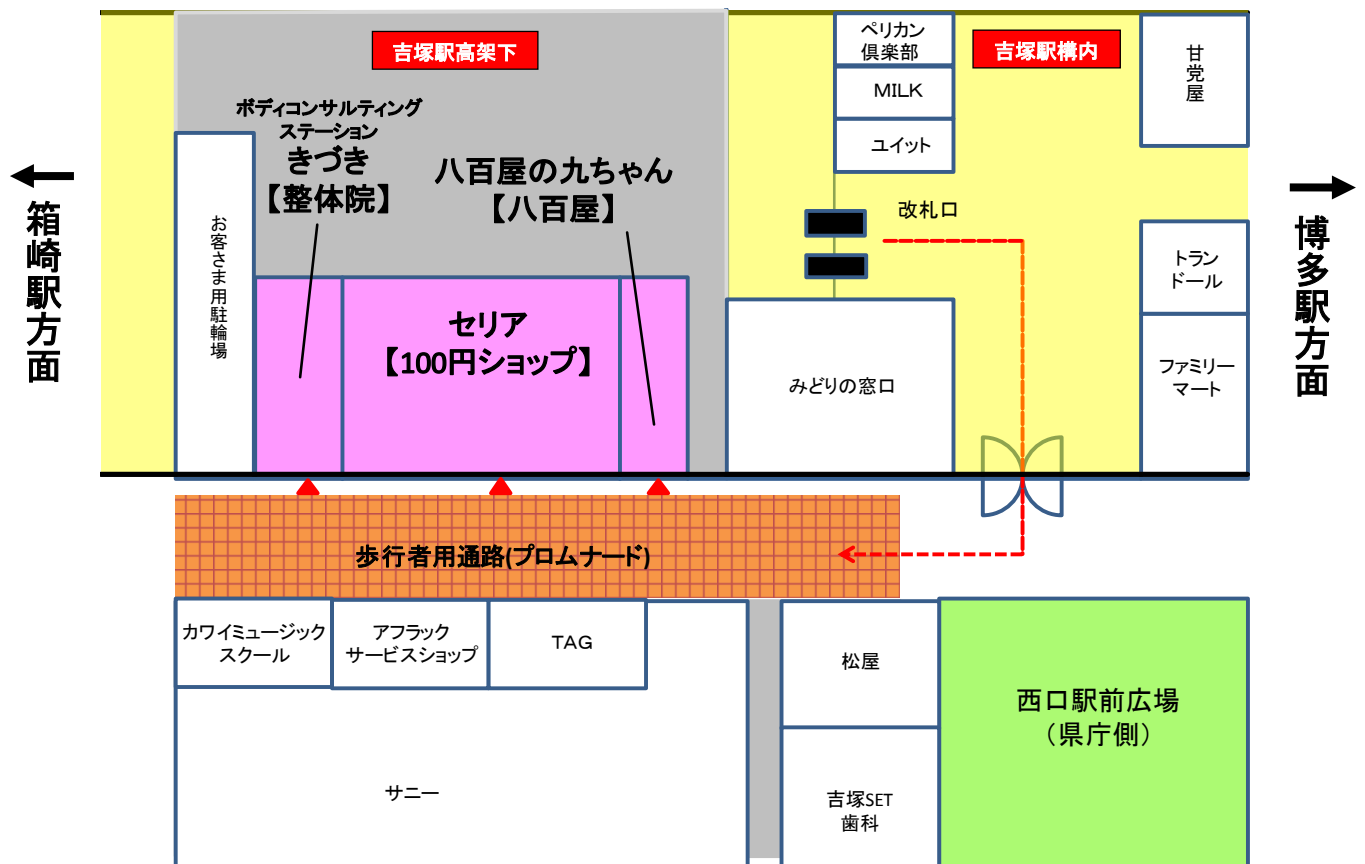 吉塚駅高架下
ボディコンサルティング
ステーション
きづき
【整体院】
八百屋の九ちゃん
【八百屋】
お客さま用駐輪場
セリア
【100円ショップ】
箱崎駅方面
ペリカン
倶楽部
MILK
ユイット
吉塚駅構内
甘党屋
改札口
トラン
ドール
ファミリー
マート
みどりの窓口
博多駅方面
歩行者用通路(プロムナード)
カワイミュージック
スクール
アフラック
サービスショップ
TAG
サニー
松屋
吉塚SET
歯科
西口駅前広場
（県庁側）